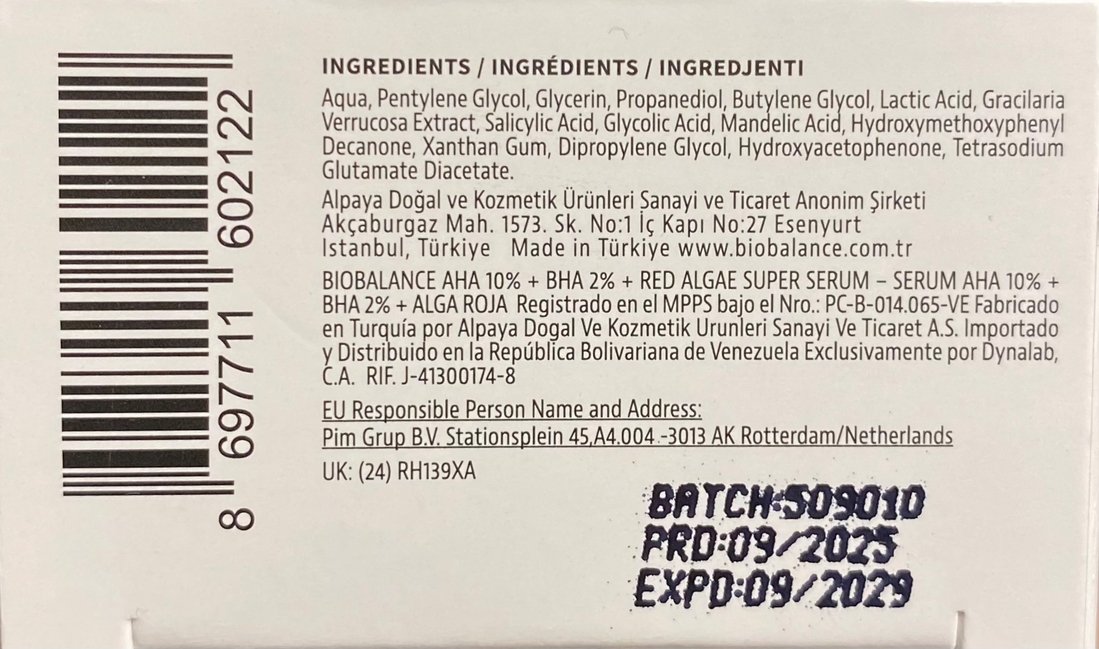 INGREDIENTS / INGRÉDIENTS / INGREDJENTI
Aqua, Pentylene Glycol, Glycerin, Propanediol, Butylene Glycol, Lactic Acid, Gracilaria
Verrucosa Extract, Salicylic Acid, Glycolic Acid, Mandelic Acid, Hydroxymethoxyphenyl
Decanone, Xanthan Gum, Dipropylene Glycol, Hydroxyacetophenone, Tetrasodium
Glutamate Diacetate.
Alpaya Doğal ve Kozmetik Ürünleri Sanayi ve Ticaret Anonim Şirketi
Akçaburgaz Mah. 1573. Sk. No:1 İç Kapı No:27 Esenyurt
Istanbul, Türkiye Made in Türkiye www.biobalance.com.tr
BIOBALANCE AHA 10% + BHA 2% + RED ALGAE SUPER SERUM – SERUM AHA 10% +
BHA 2% + ALGA ROJA Registrado en el MPPS bajo el Nro.: PC-B-014.065-VE Fabricado
en Turquía por Alpaya Dogal Ve Kozmetik Urunleri Sanayi Ve Ticaret A.S. Importado
y Distribuido en la República Bolivariana de Venezuela Exclusivamente por Dynalab,
C.A. RIF. J-41300174-8
EU Responsible Person Name and Address:
Pim Grup B.V. Stationsplein 45,A4.004.-3013 AK Rotterdam/Netherlands
UK: (24) RH139XA
BATCH:509010
PRD:09/2025
EXPD:09/2029
8 697711 602122